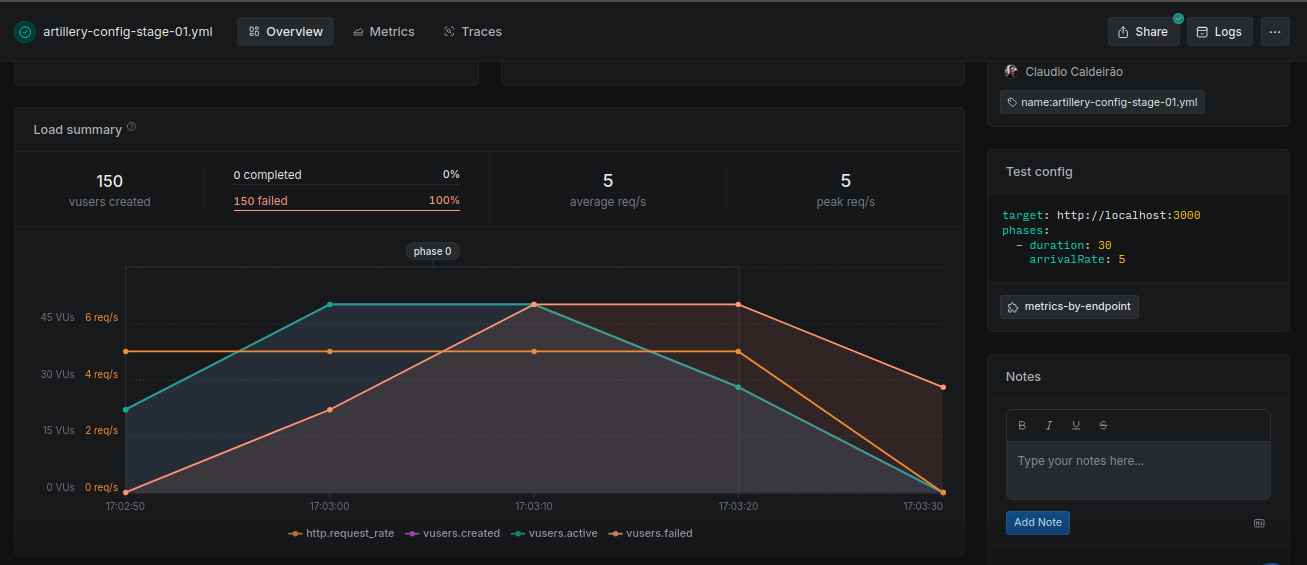 artillery-config-stage-01.yml
Overview
Metrics
Traces
Share
Logs
Claudio Caldeirão
name:artillery-config-stage-01.yml
Load summary
150
vusers created
0 completed 0%
150 failed 100%
5
average req/s
5
peak req/s
phase 0
45 VUs 6 req/s
30 VUs 4 req/s
15 VUs 2 req/s
0 VUs 0 req/s
17:02:50 17:03:00 17:03:10 17:03:20 17:03:30
http.request_rate vusers.created vusers.active vusers.failed
Test config
target: http://localhost:3000
phases:
- duration: 30
arrivalRate: 5
metrics-by-endpoint
Notes
B I U S
Type your notes here...
Add Note